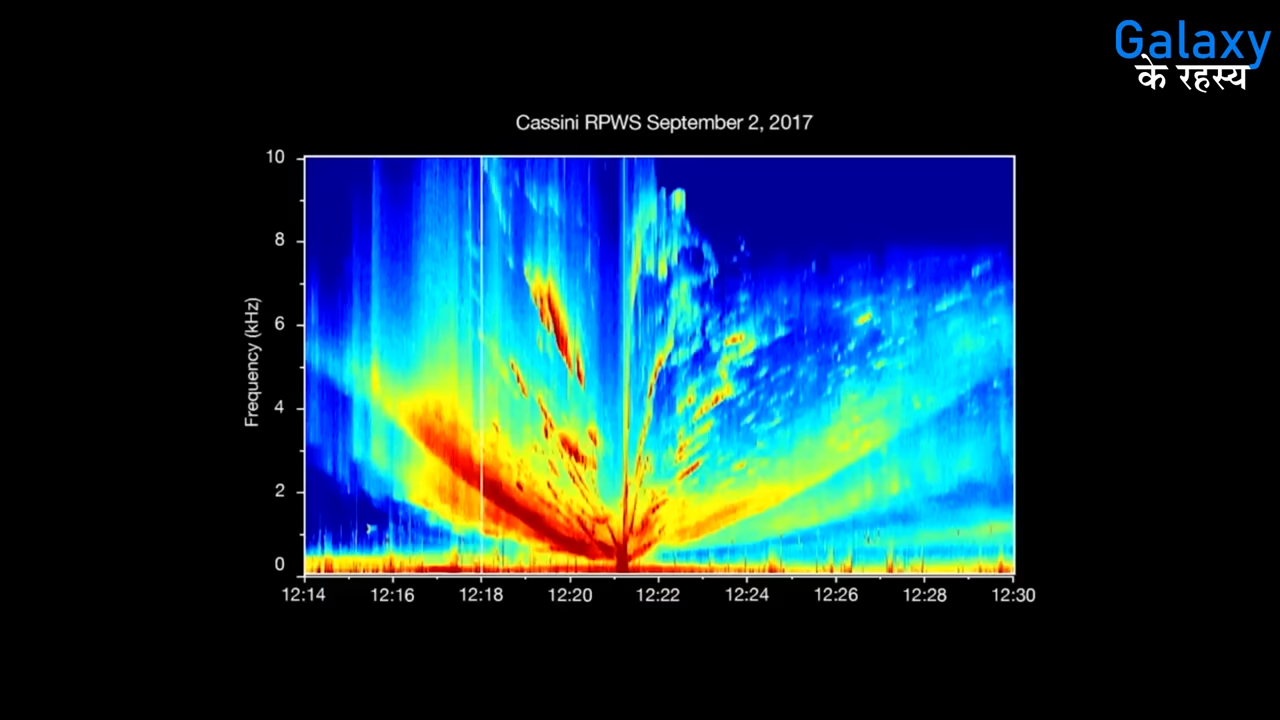 Galaxy
के रहस्य
Cassini RPWS September 2, 2017
10
8
6
4
2
0
Frequency (kHz)
12:14 12:16 12:18 12:20 12:22 12:24 12:26 12:28 12:30